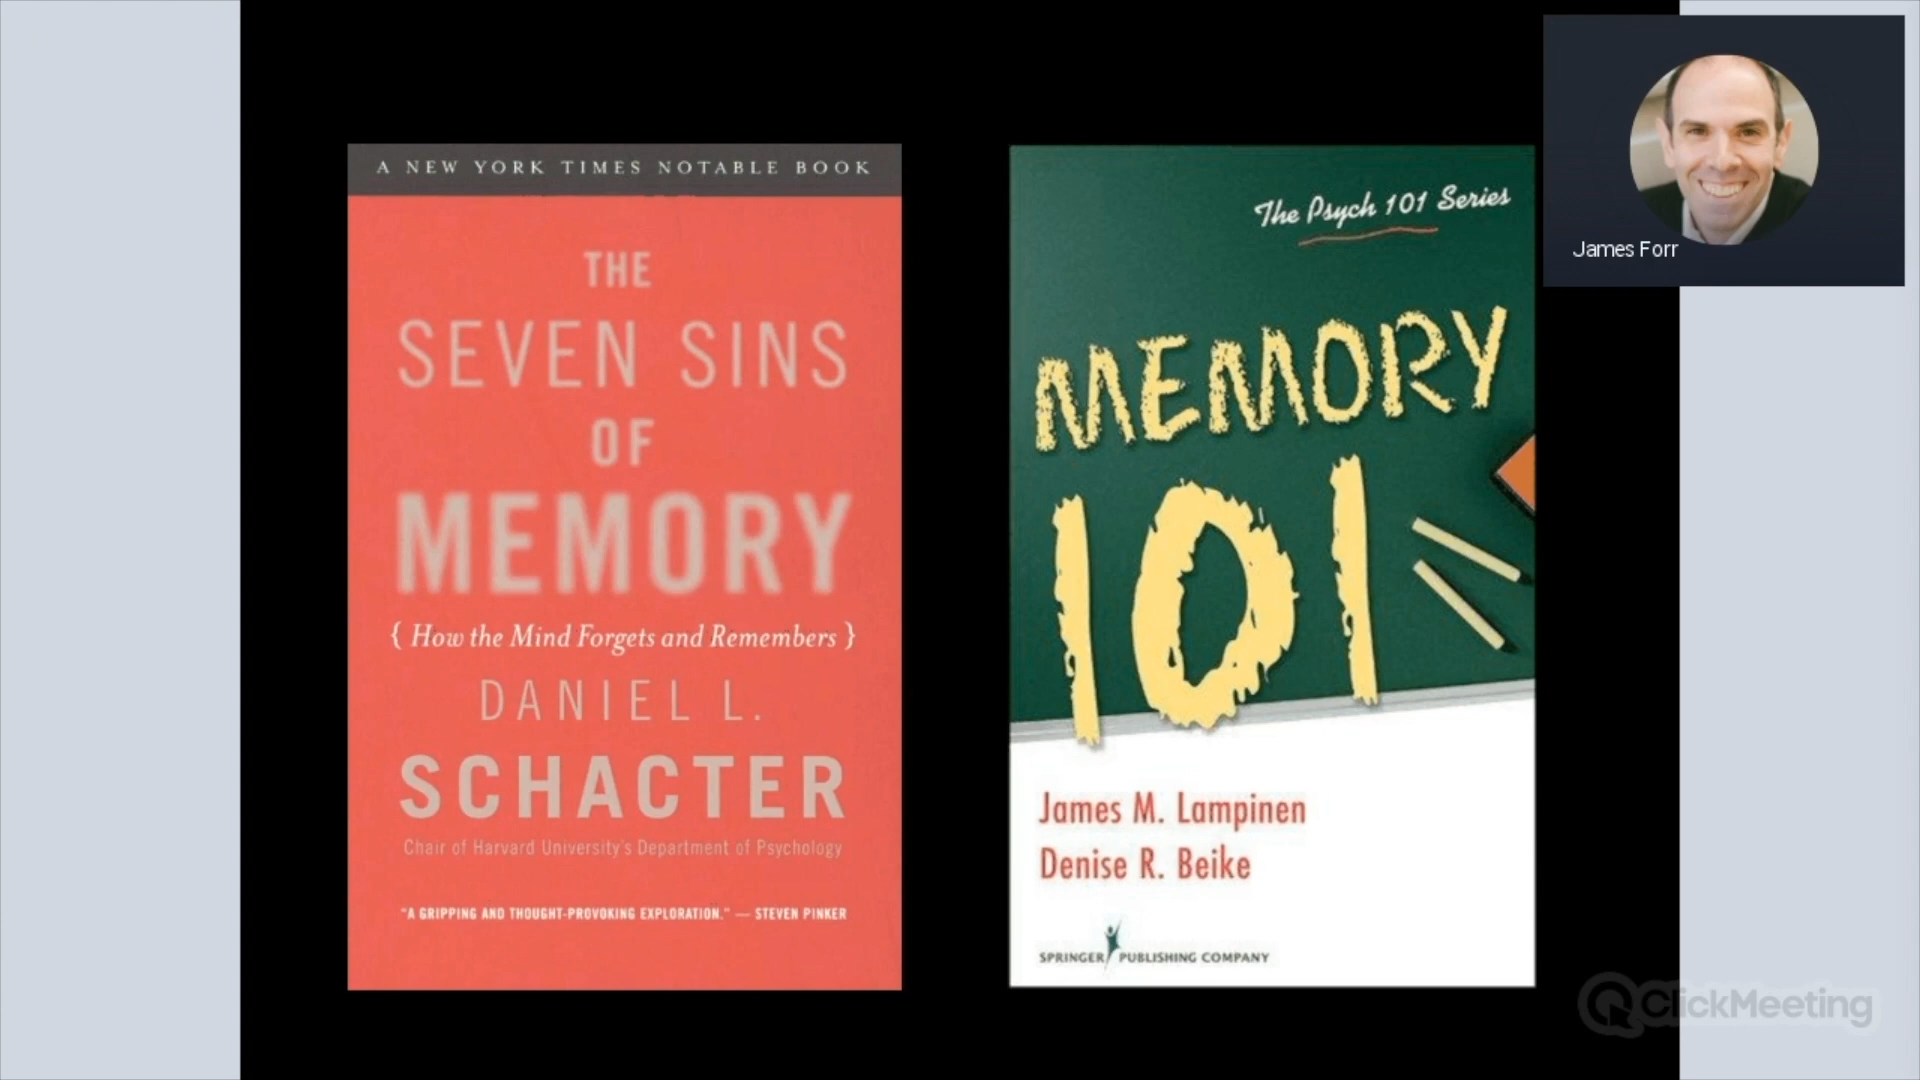 A NEW YORK TIMES NOTABLE BOOK
THE
SEVEN SINS
OF
MEMORY
{ How the Mind Forgets and Remembers }
DANIEL L.
SCHACTER
Chair of Harvard University's Department of Psychology
"A GRIPPING AND THOUGHT-PROVOKING EXPLORATION." — STEVEN PINKER
The Psych 101 Series
MEMORY
101
James M. Lampinen
Denise R. Beike
SPRINGER PUBLISHING COMPANY
James Forr
ClickMeeting